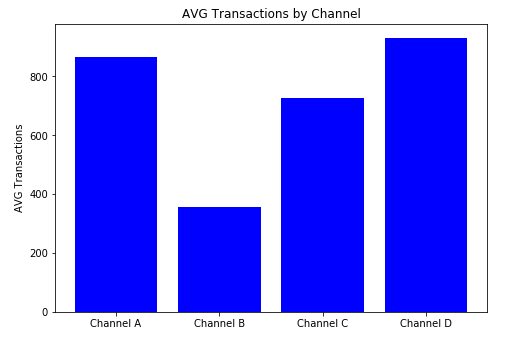 AVG Transactions by Channel
AVG Transactions
800
600
400
200
0
Channel A
Channel B
Channel C
Channel D